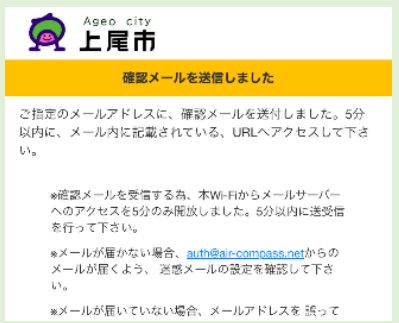 Ageo city
上尾市
確認メールを送信しました
ご指定のメールアドレスに、確認メールを送付しました。5分
以内に、メール内に記載されている、URLへアクセスして下さ
い。
※確認メールを受信する為、本Wi-Fiからメールサーバー
へのアクセスを5分のみ開放しました。5分以内に送受信
を行って下さい。
※メールが届かない場合、auth@air-compass.netからの
メールが届くよう、 迷惑メールの設定を確認して下さ
い。
※メールが届いていない場合、メールアドレスを 誤って